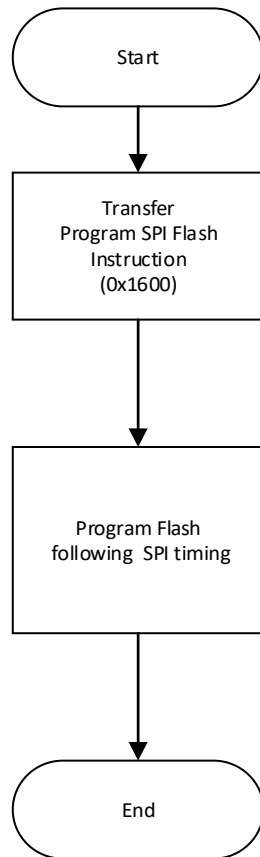 Start
Transfer
Program SPI Flash
Instruction
(0x1600)
Program Flash
following  SPI timing
End